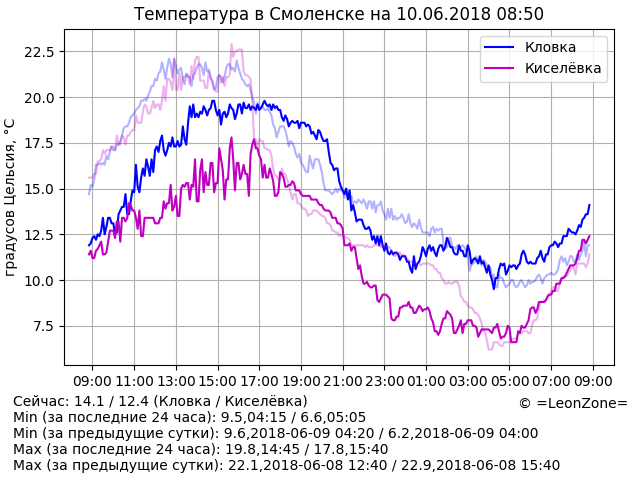 Температура в Смоленске на 10.06.2018 08:50
градусов Цельсия, °C
22.5
20.0
17.5
15.0
12.5
10.0
7.5
Кловка
Киселёвка
09:00 11:00 13:00 15:00 17:00 19:00 21:00 23:00 01:00 03:00 05:00 07:00 09:00
Сейчас: 14.1 / 12.4 (Кловка / Киселёвка)
© =LeonZone=
Min (за последние 24 часа): 9.5,04:15 / 6.6,05:05
Min (за предыдущие сутки): 9.6,2018-06-09 04:20 / 6.2,2018-06-09 04:00
Max (за последние 24 часа): 19.8,14:45 / 17.8,15:40
Max (за предыдущие сутки): 22.1,2018-06-08 12:40 / 22.9,2018-06-08 15:40